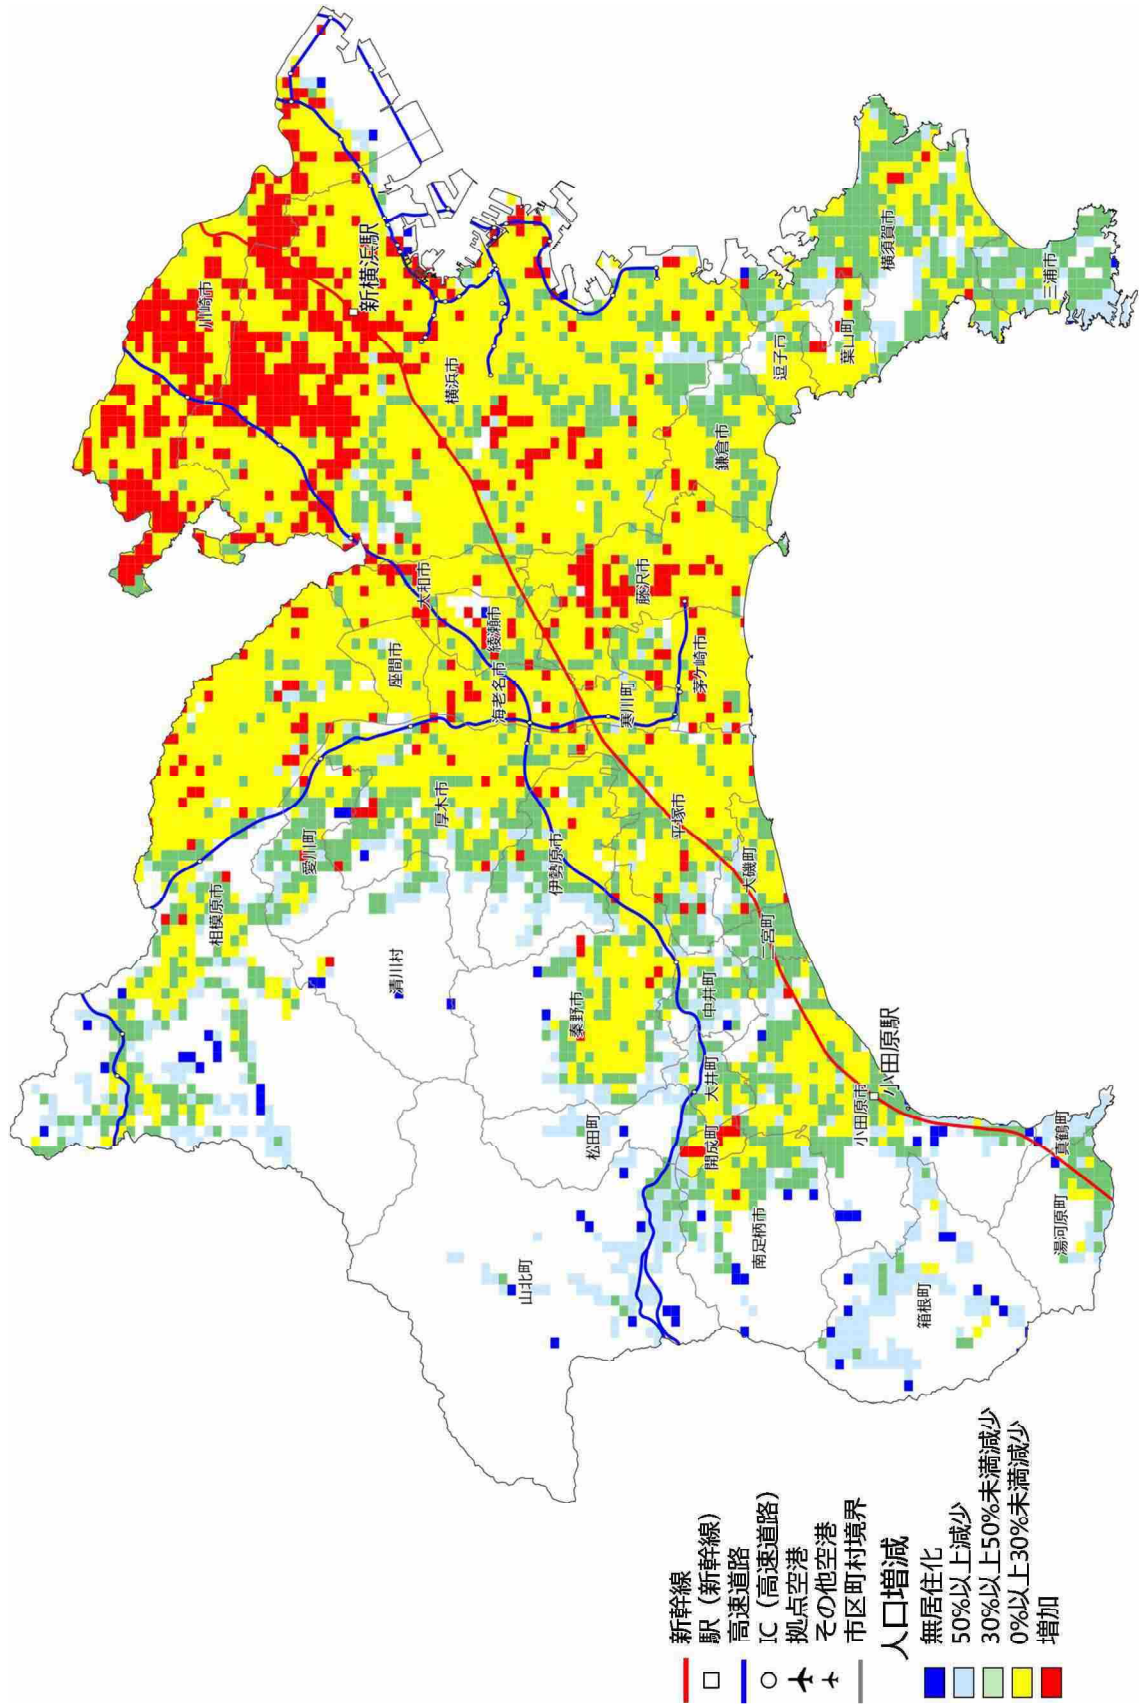 川崎市
新横浜駅
横浜市
横須賀市
三浦市
逗子市
葉山町
鎌倉市
大和市
座間市
綾瀬市
海老名市
藤沢市
茅ケ崎市
寒川町
相模原市
愛川町
厚木市
伊勢原市
平塚市
大磯町
二宮町
清川村
秦野市
中井町
大井町
松田町
開成町
小田原市
小田原駅
山北町
南足柄市
箱根町
真鶴町
湯河原町
新幹線
駅（新幹線）
高速道路
IC（高速道路）
拠点空港
その他空港
市区町村境界
人口増減
無居住化
50%以上減少
30%以上50%未満減少
0%以上30%未満減少
増加